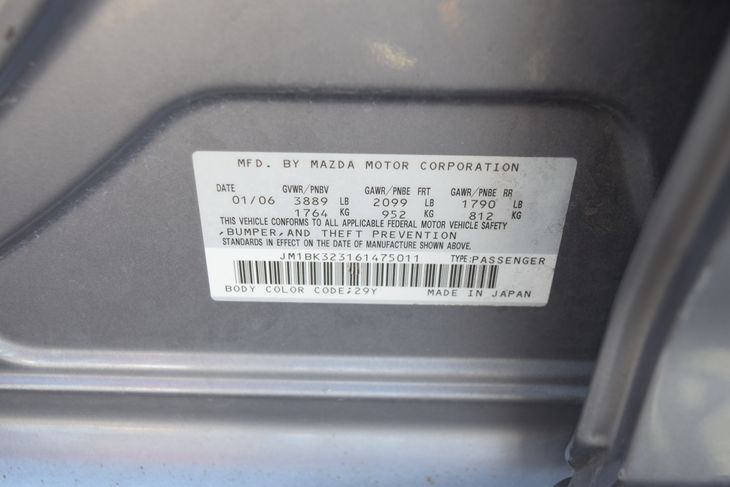 MFD. BY MAZDA MOTOR CORPORATION
DATE GVWR/PNBV GAWR/PNBE FRT GAWR/PNBE RR
01/06 3889 LB 2099 LB 1790 LB
1764 KG 952 KG 812 KG
THIS VEHICLE CONFORMS TO ALL APPLICABLE FEDERAL MOTOR VEHICLE SAFETY
,BUMPER,AND THEFT PREVENTION
STANDARDS IN EFFECT ON THE DATE OF MANUFACTURE SHOWN ABOVE.
JM1BK323161475011 TYPE:PASSENGER
BODY COLOR CODE:29Y MADE IN JAPAN